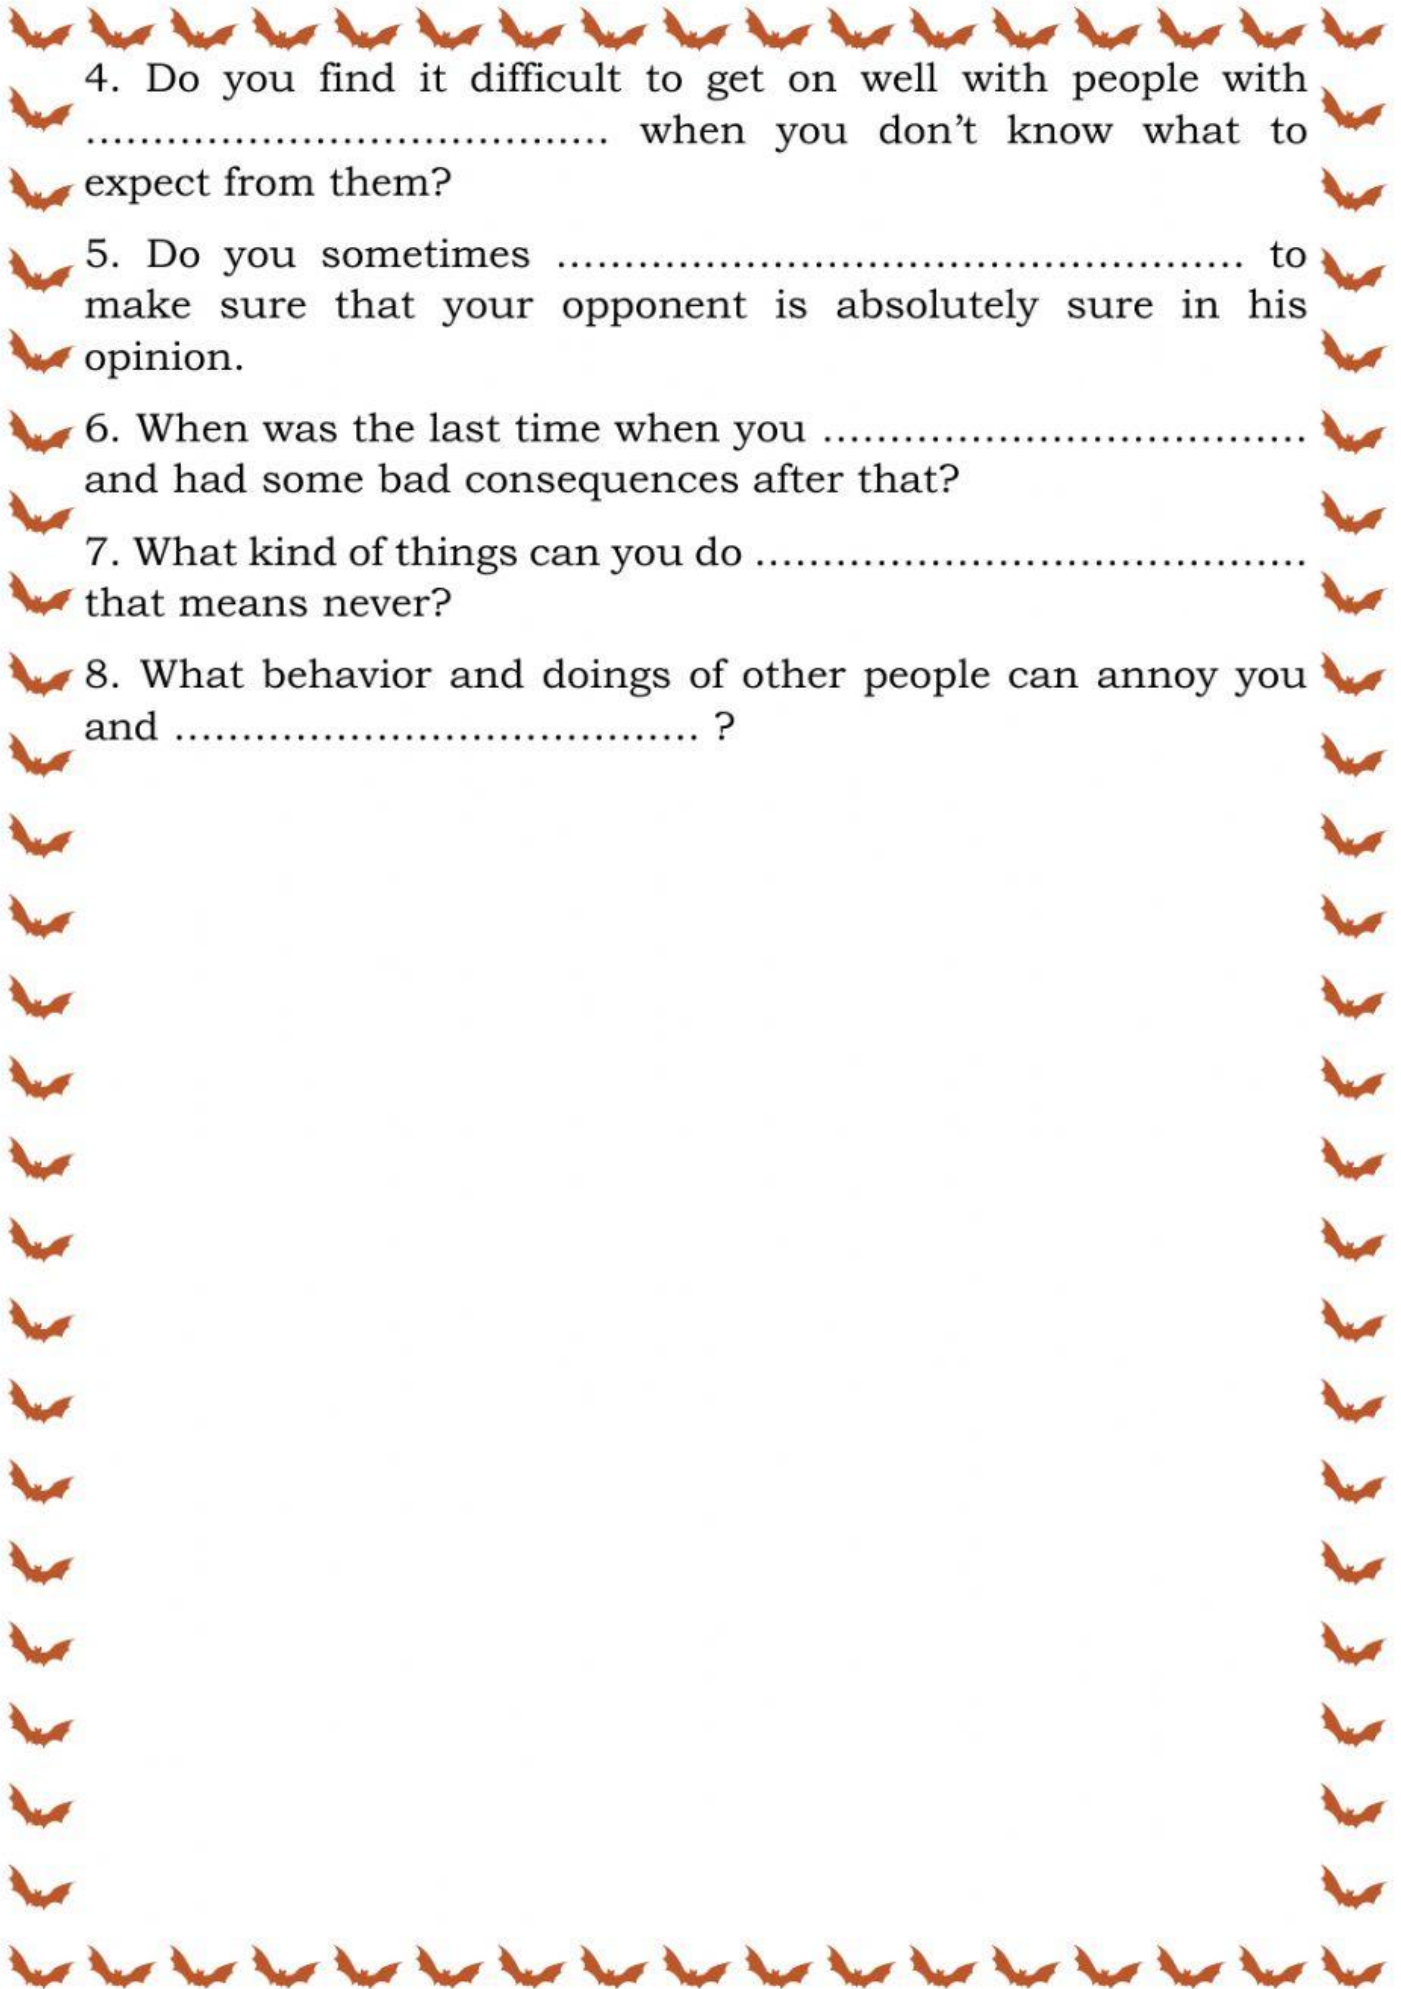 4. Do you find it difficult to get on well with people with
....................................... when you don't know what to
expect from them?
5. Do you sometimes ................................................... to
make sure that your opponent is absolutely sure in his
opinion.
6. When was the last time when you ....................................
and had some bad consequences after that?
7. What kind of things can you do .........................................
that means never?
8. What behavior and doings of other people can annoy you
and ....................................... ?